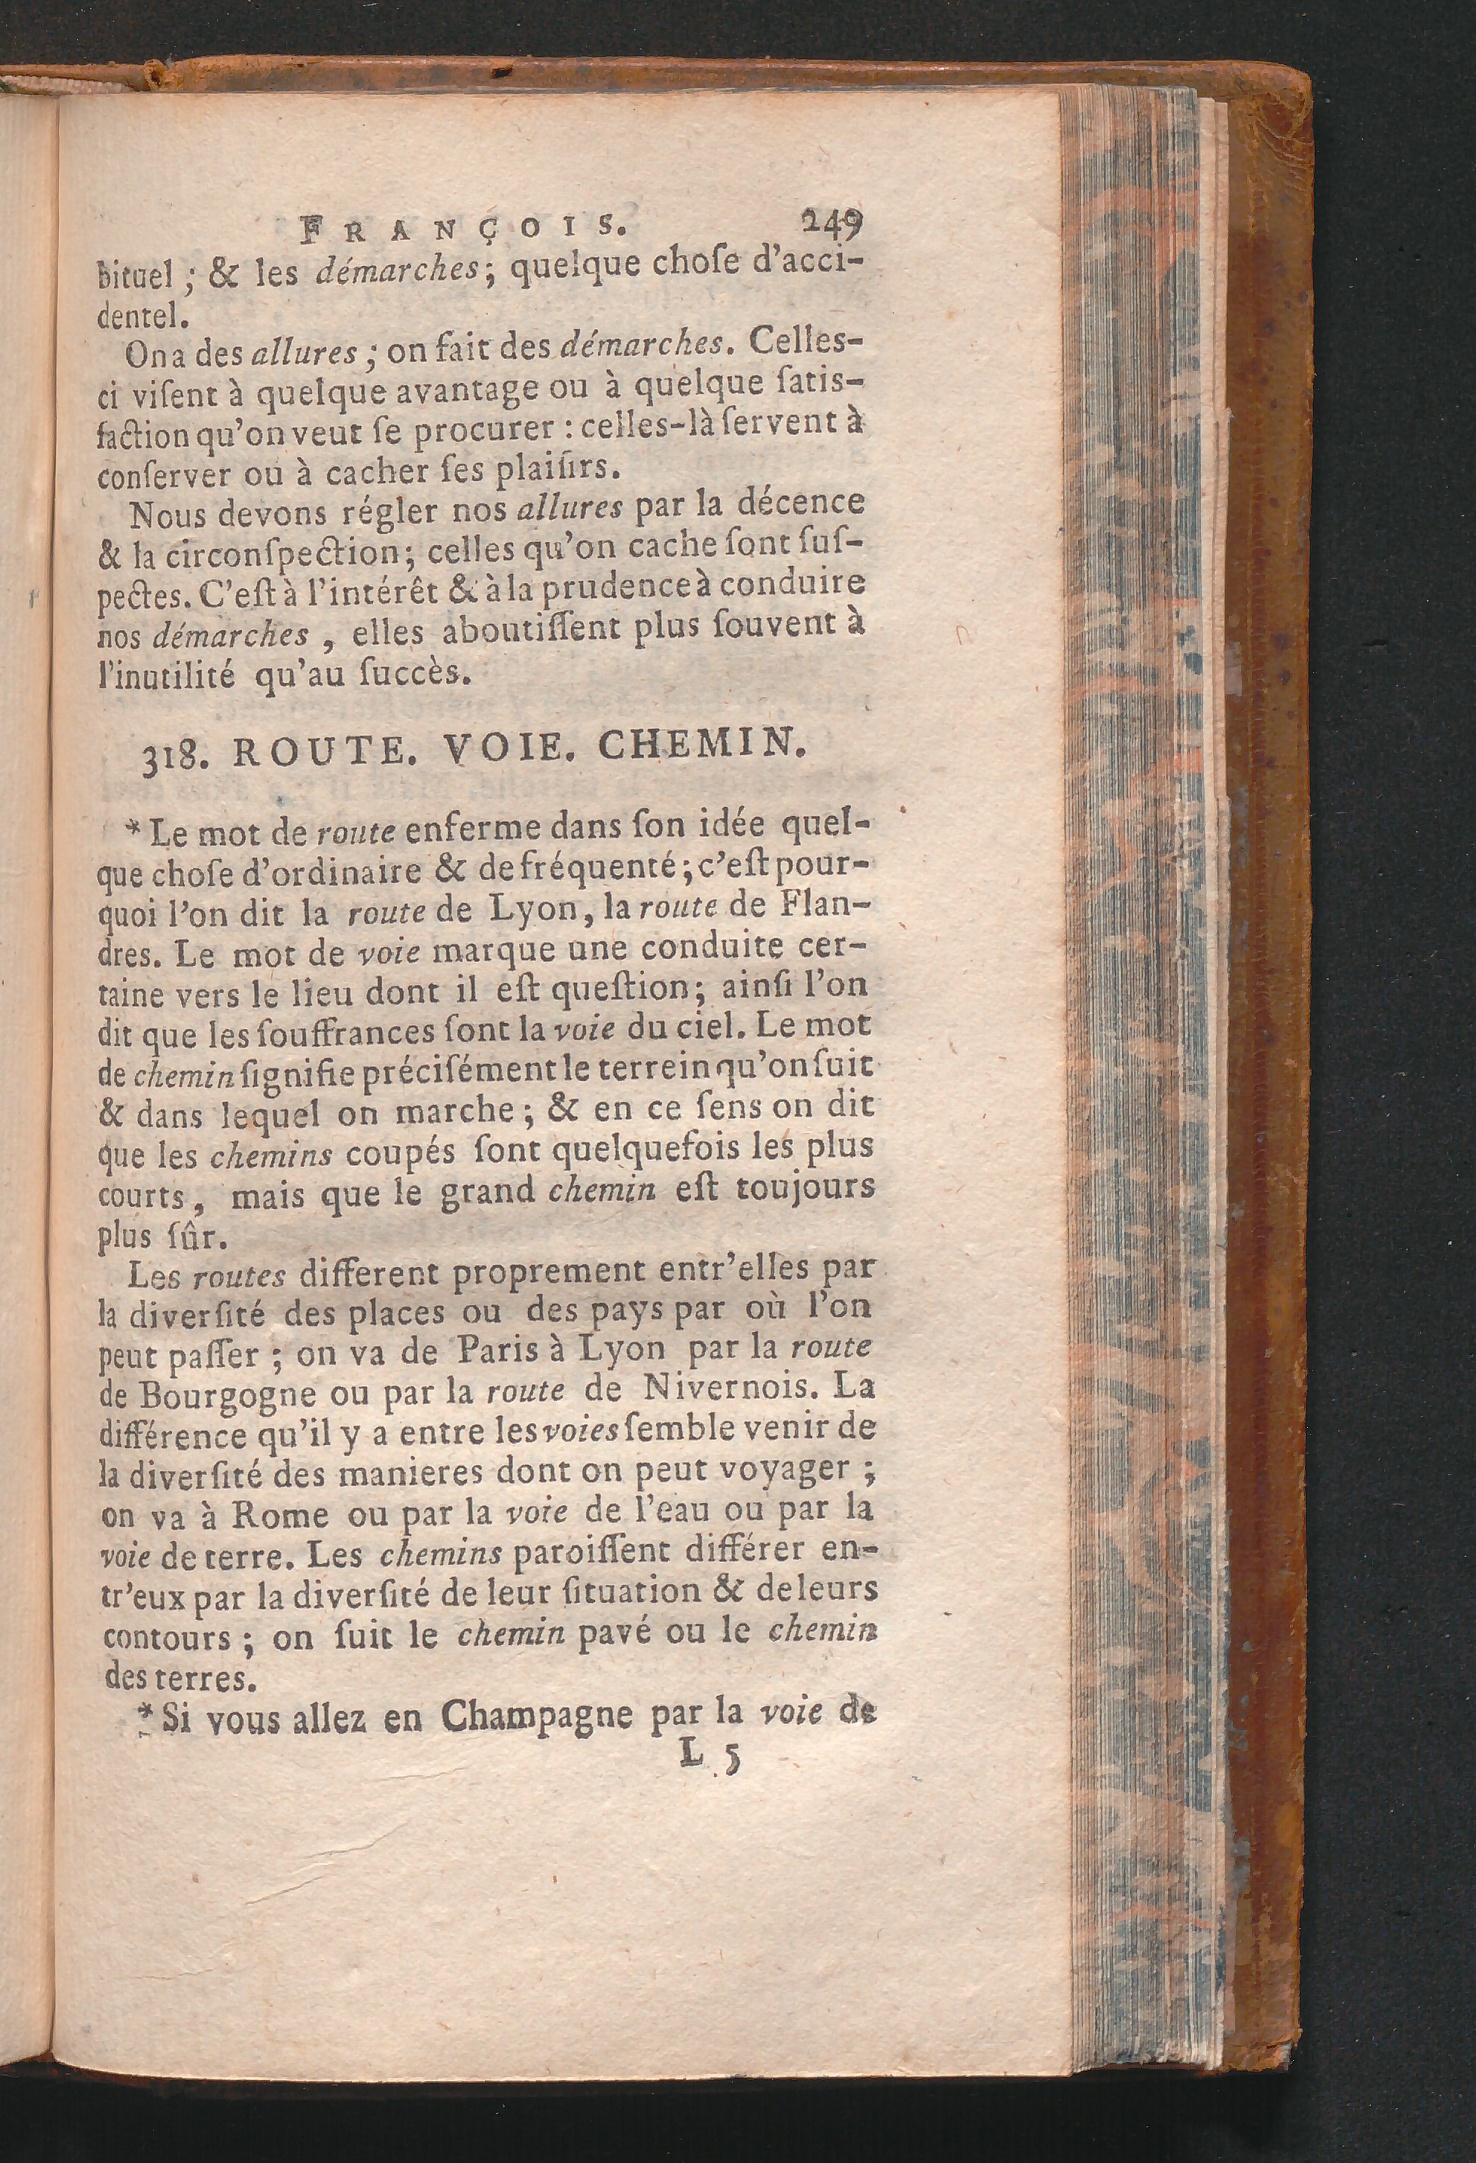 FRANÇOIS. 249
bituel ; & les démarches ; quelque choſe d'acci-
dentel.
On a des allures ; on fait des démarches. Celles-
ci viſent à quelque avantage ou à quelque ſatis-
faction qu'on veut ſe procurer : celles-là ſervent à
conſerver ou à cacher ſes plaiſirs.
Nous devons régler nos allures par la décence
& la circonſpection ; celles qu'on cache ſont ſuſ-
pectes. C'eſt à l'intérêt & à la prudence à conduire
nos démarches , elles aboutiſſent plus ſouvent à
l'inutilité qu'au ſuccès.
318. ROUTE. VOIE. CHEMIN.
* Le mot de route enferme dans ſon idée quel-
que choſe d'ordinaire & de fréquenté ; c'eſt pour-
quoi l'on dit la route de Lyon, la route de Flan-
dres. Le mot de voie marque une conduite cer-
taine vers le lieu dont il eſt queſtion ; ainſi l'on
dit que les ſouffrances ſont la voie du ciel. Le mot
de chemin ſignifie préciſément le terrein qu'on ſuit
& dans lequel on marche ; & en ce ſens on dit
que les chemins coupés ſont quelquefois les plus
courts , mais que le grand chemin eſt toujours
plus ſûr.
Les routes different proprement entr'elles par
la diverſité des places ou des pays par où l'on
peut paſſer ; on va de Paris à Lyon par la route
de Bourgogne ou par la route de Nivernois. La
différence qu'il y a entre les voies ſemble venir de
la diverſité des manieres dont on peut voyager ;
on va à Rome ou par la voie de l'eau ou par la
voie de terre. Les chemins paroiſſent différer en-
tr'eux par la diverſité de leur ſituation & de leurs
contours ; on ſuit le chemin pavé ou le chemin
des terres.
* Si vous allez en Champagne par la voie de
L 5